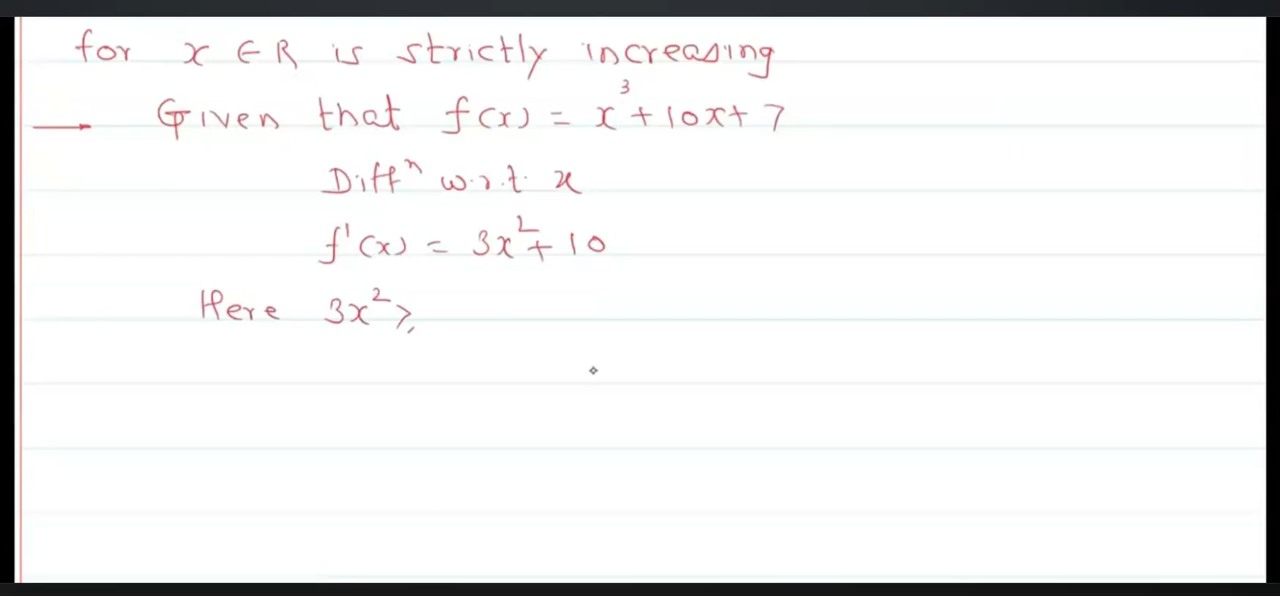 for x ∈ R is strictly increasing
→ Given that f(x) = x³ + 10x + 7
Diffⁿ w.r.t. x
f'(x) = 3x² + 10
Here 3x² ≥